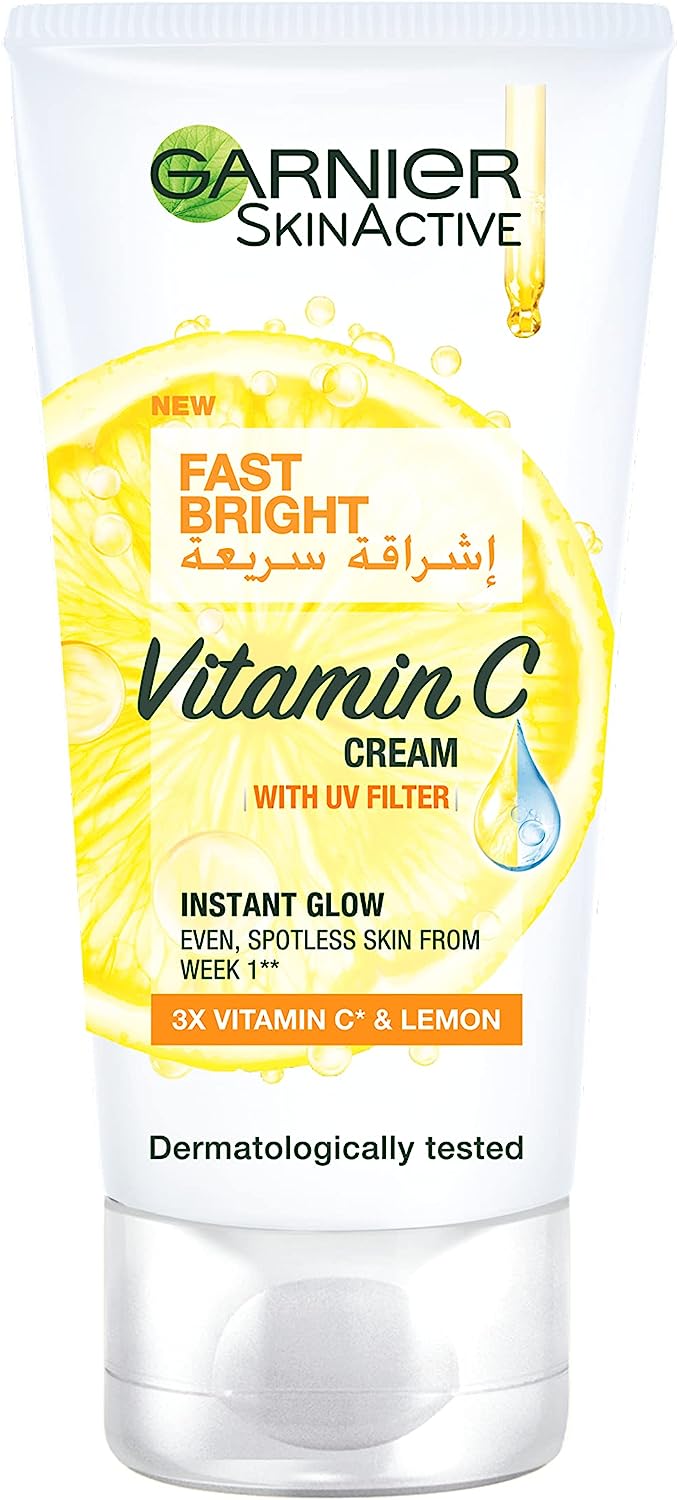 GARNIER
SKINACTIVE
NEW
FAST
BRIGHT
إشراقة سريعة
Vitamin C
CREAM
WITH UV FILTER
INSTANT GLOW
EVEN, SPOTLESS SKIN FROM
WEEK 1**
3X VITAMIN C* & LEMON
Dermatologically tested